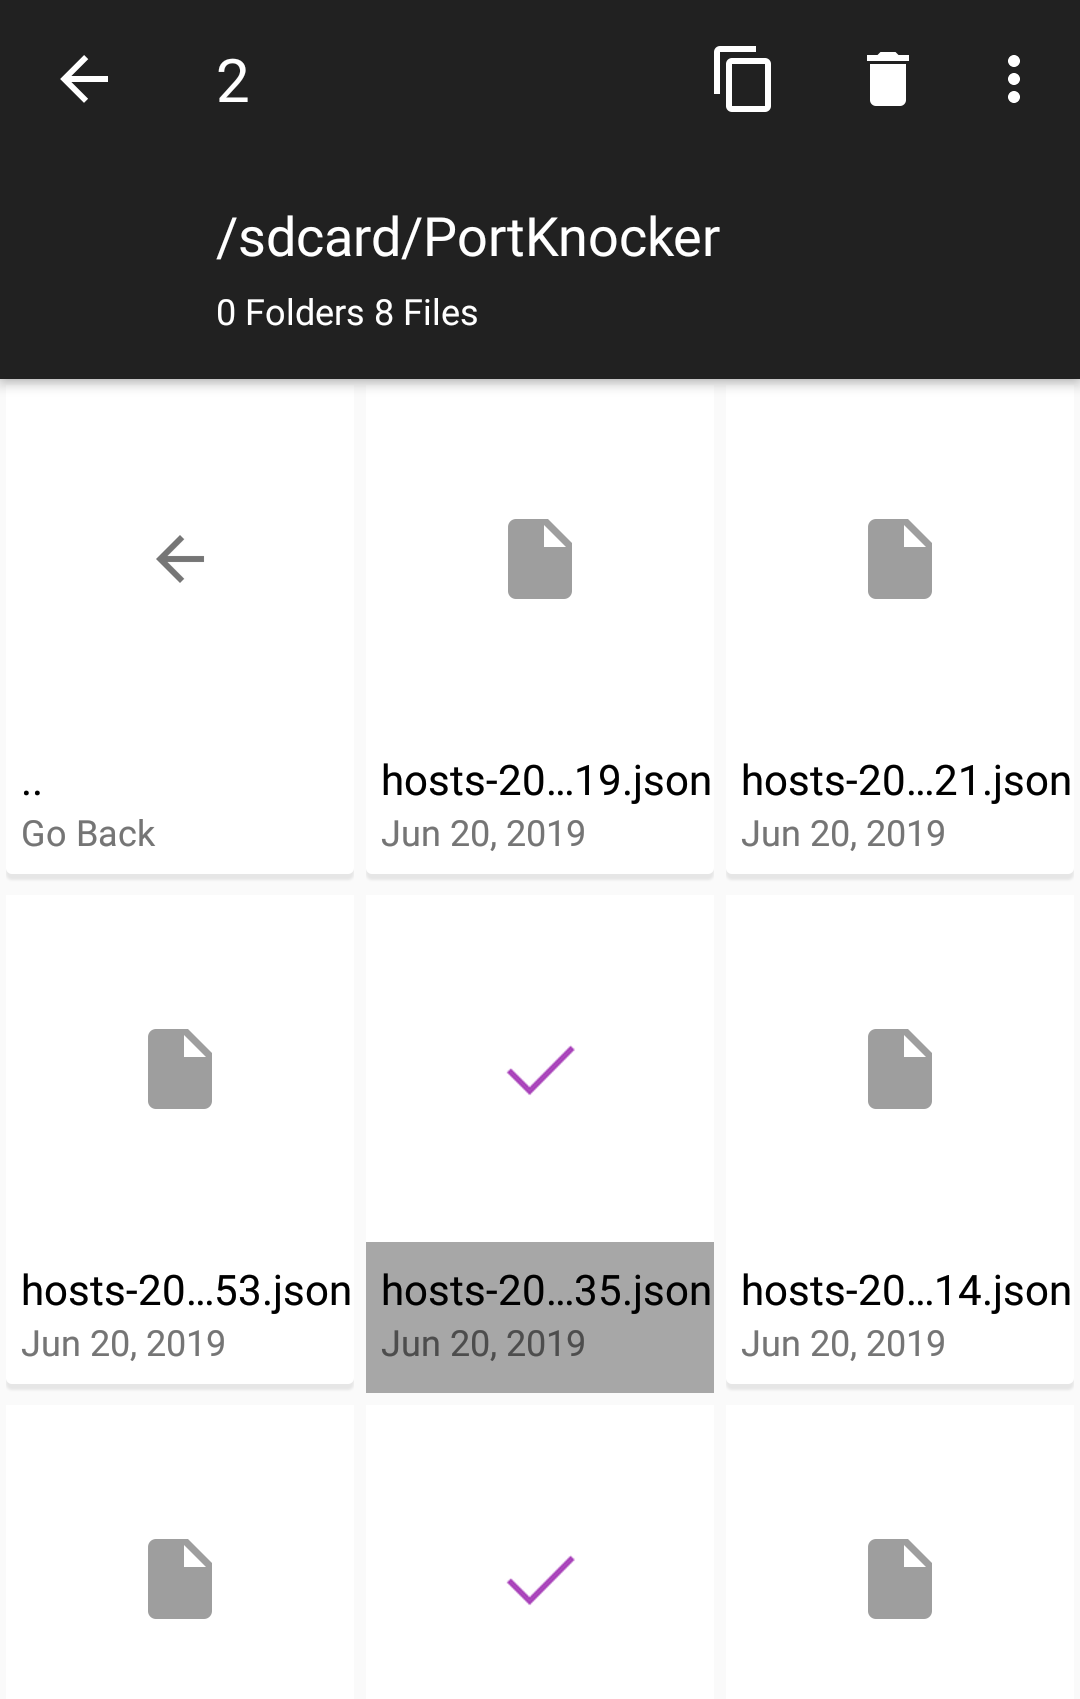 2
/sdcard/PortKnocker
0 Folders 8 Files
..
Go Back
hosts-20...19.json
Jun 20, 2019
hosts-20...21.json
Jun 20, 2019
hosts-20...53.json
Jun 20, 2019
hosts-20...35.json
Jun 20, 2019
hosts-20...14.json
Jun 20, 2019